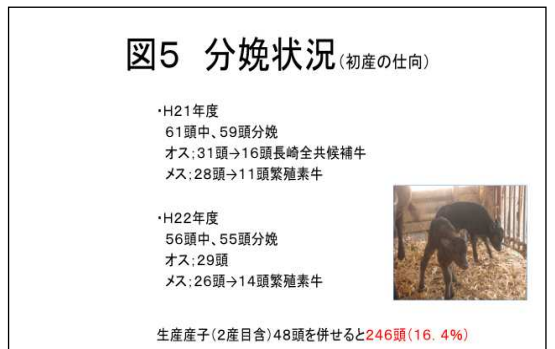 図5 分娩状況(初産の仕向)
・H21年度
61頭中、59頭分娩
オス;31頭→16頭長崎全共候補牛
メス;28頭→11頭繁殖素牛
・H22年度
56頭中、55頭分娩
オス;29頭
メス;26頭→14頭繁殖素牛
生産産子(2産目含)48頭を併せると246頭(16.4%)